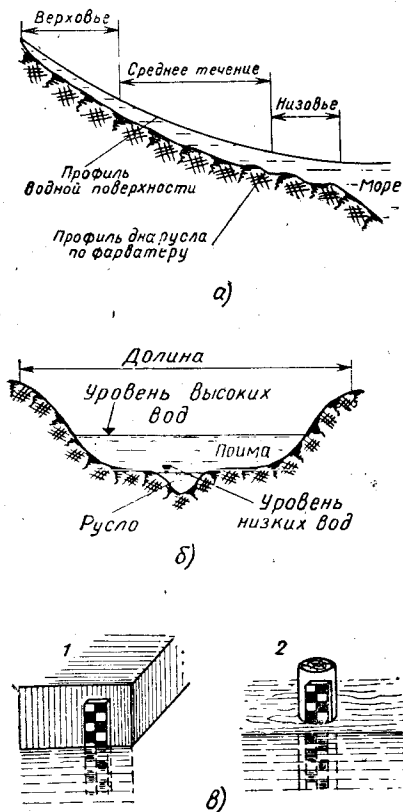 Верховье
Среднее течение
Низовье
Профиль
водной поверхности
Море
Профиль дна русла
по фарватеру
а)
Долина
Уровень высоких
вод
Пойма
Русло
Уровень
низких вод
б)
1
2
в)